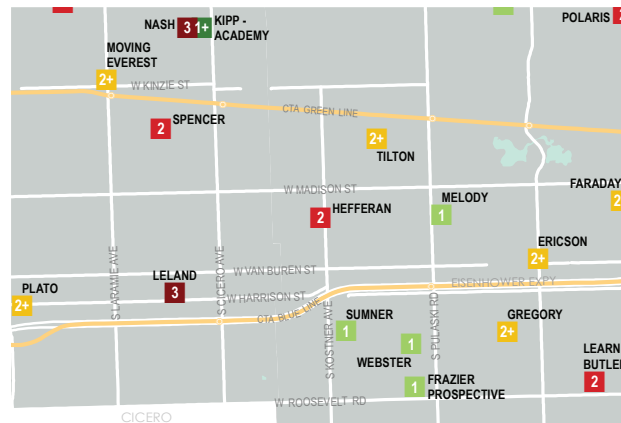 NASH
3
1+
KIPP -
ACADEMY
POLARIS
MOVING
EVEREST
2+
W KINZIE ST
CTA GREEN LINE
2
SPENCER
2+
TILTON
W MADISON ST
FARADAY
2
HEFFERAN
MELODY
1
ERICSON
2+
S LARAMIE AVE
S CICERO AVE
W VAN BUREN ST
EISENHOWER EXPY
PLATO
2+
LELAND
3
W HARRISON ST
CTA BLUE LINE
S KOSTNER AVE
S PULASKI RD
SUMNER
1
1
WEBSTER
GREGORY
2+
LEARN
BUTLE
2
1
FRAZIER
PROSPECTIVE
W ROOSEVELT RD
CICERO